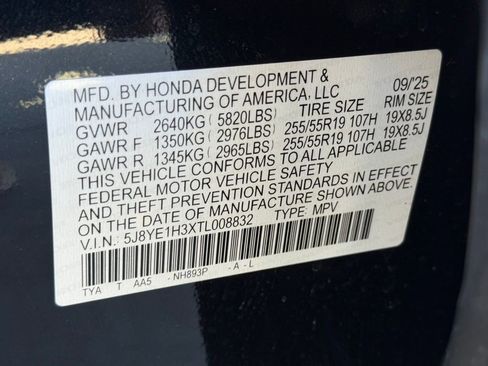 MFD. BY HONDA DEVELOPMENT & 09/'25
MANUFACTURING OF AMERICA, LLC
TIRE SIZE RIM SIZE
GVWR 2640KG(5820LBS)
GAWR F 1350KG(2976LBS) 255/55R19 107H 19X8.5J
GAWR R 1345KG(2965LBS) 255/55R19 107H 19X8.5J
THIS VEHICLE CONFORMS TO ALL APPLICABLE
FEDERAL MOTOR VEHICLE SAFETY
AND THEFT PREVENTION STANDARDS IN EFFECT
ON THE DATE OF MANUFACTURE SHOWN ABOVE.
V.I.N.: 5J8YE1H3XTL008832 TYPE: MPV
TYA T AA5 - NH893P - A - L